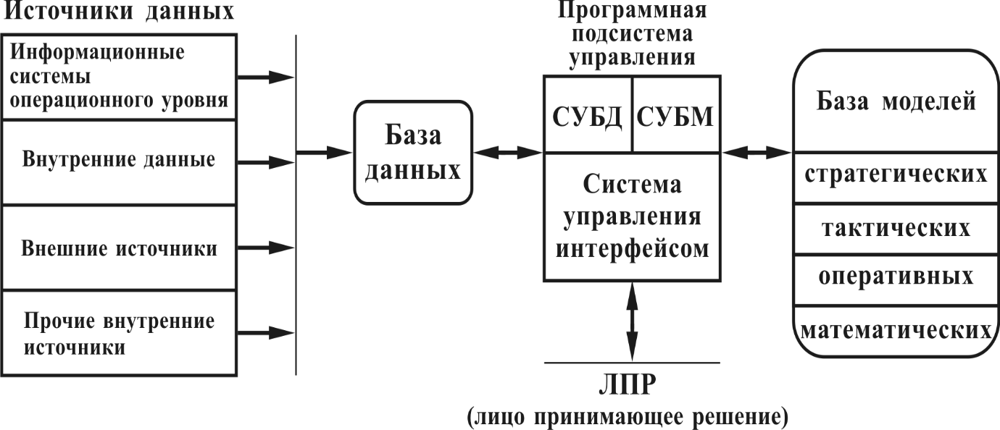 Источники данных
Информационные
системы
операционного уровня
Внутренние данные
Внешние источники
Прочие внутренние
источники
База
данных
Программная
подсистема
управления
СУБД
СУБМ
Система
управления
интерфейсом
ЛПР
(лицо принимающее решение)
База моделей
стратегических
тактических
оперативных
математических